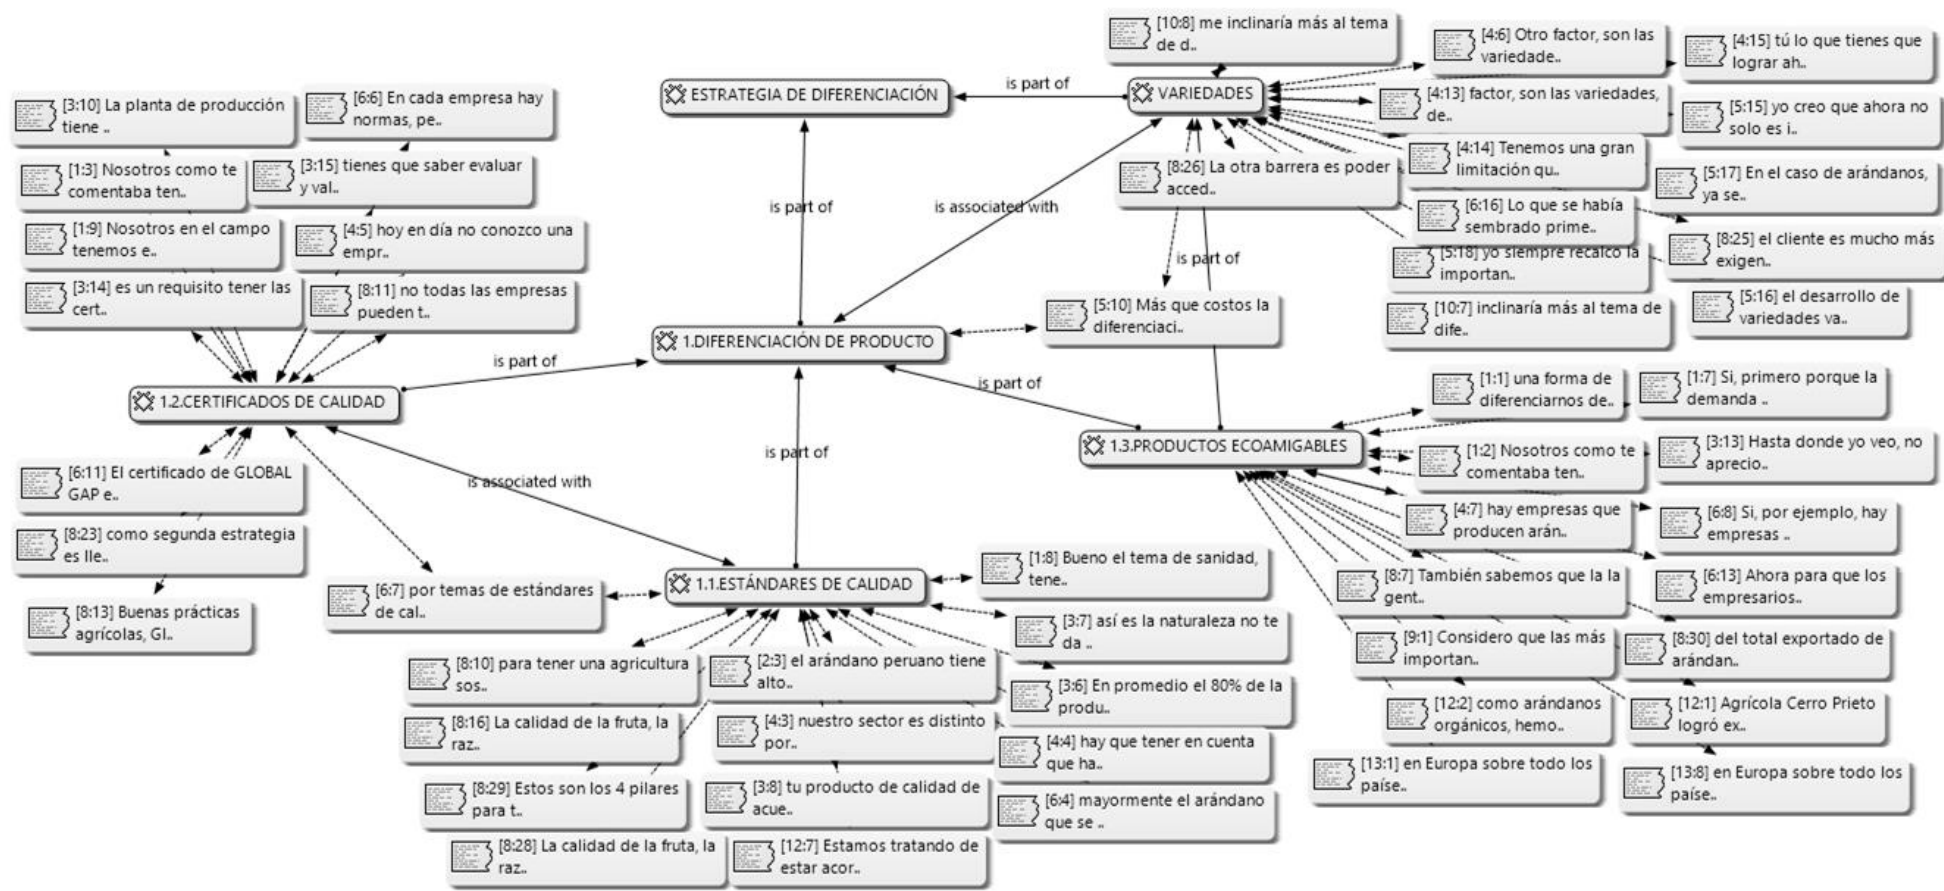 [10:8] me inclinaría más al tema
de d..
[4:6] Otro factor, son las
variedade..
[4:15] tú lo que tienes que
lograr ah..
ESTRATEGIA DE DIFERENCIACIÓN
is part of
VARIEDADES
[4:13] factor, son las variedades,
de..
[5:15] yo creo que ahora no
solo es i..
[3:10] La planta de producción
tiene ..
[6:6] En cada empresa hay
normas, pe..
[1:3] Nosotros como te
comentaba ten..
[3:15] tienes que saber evaluar
y val..
[8:26] La otra barrera es poder
acced..
[4:14] Tenemos una gran
limitación qu..
[5:17] En el caso de arándanos,
ya se..
is part of
is associated with
[6:16] Lo que se había
sembrado prime..
[1:9] Nosotros en el campo
tenemos e..
[4:5] hoy en día no conozco una
empr..
is part of
[5:18] yo siempre recalco la
importan..
[8:25] el cliente es mucho más
exigen..
[3:14] es un requisito tener las
cert..
[8:11] no todas las empresas
pueden t..
[5:10] Más que costos la
diferenciaci..
[10:7] inclinaría más al tema de
dife..
[5:16] el desarrollo de
variedades va..
1.DIFERENCIACIÓN DE PRODUCTO
is part of
is part of
1.2.CERTIFICADOS DE CALIDAD
[1:1] una forma de
diferenciarnos de..
[1:7] Si, primero porque la
demanda ..
is part of
1.3.PRODUCTOS ECOAMIGABLES
[1:2] Nosotros como te
comentaba ten..
[3:13] Hasta donde yo veo, no
aprecio..
[6:11] El certificado de GLOBAL
GAP e..
is associated with
[4:7] hay empresas que
producen arán..
[6:8] Si, por ejemplo, hay
empresas ..
[8:23] como segunda estrategia
es lle..
[6:7] por temas de estándares
de cal..
1.1.ESTÁNDARES DE CALIDAD
[1:8] Bueno el tema de sanidad,
tene..
[8:7] También sabemos que la la
gent..
[6:13] Ahora para que los
empresarios..
[8:13] Buenas prácticas
agrícolas, Gl..
[3:7] así es la naturaleza no te
da ..
[9:1] Considero que las más
importan..
[8:30] del total exportado de
arándan..
[8:10] para tener una agricultura
sos..
[2:3] el arándano peruano tiene
alto..
[3:6] En promedio el 80% de la
produ..
[12:2] como arándanos
orgánicos, hemo..
[12:1] Agrícola Cerro Prieto
logró ex..
[8:16] La calidad de la fruta, la
raz..
[4:3] nuestro sector es distinto
por..
[4:4] hay que tener en cuenta
que ha..
[13:1] en Europa sobre todo los
países..
[13:8] en Europa sobre todo los
países..
[8:29] Estos son los 4 pilares
para t..
[3:8] tu producto de calidad de
acue..
[6:4] mayormente el arándano
que se ..
[8:28] La calidad de la fruta, la
raz..
[12:7] Estamos tratando de
estar acor..